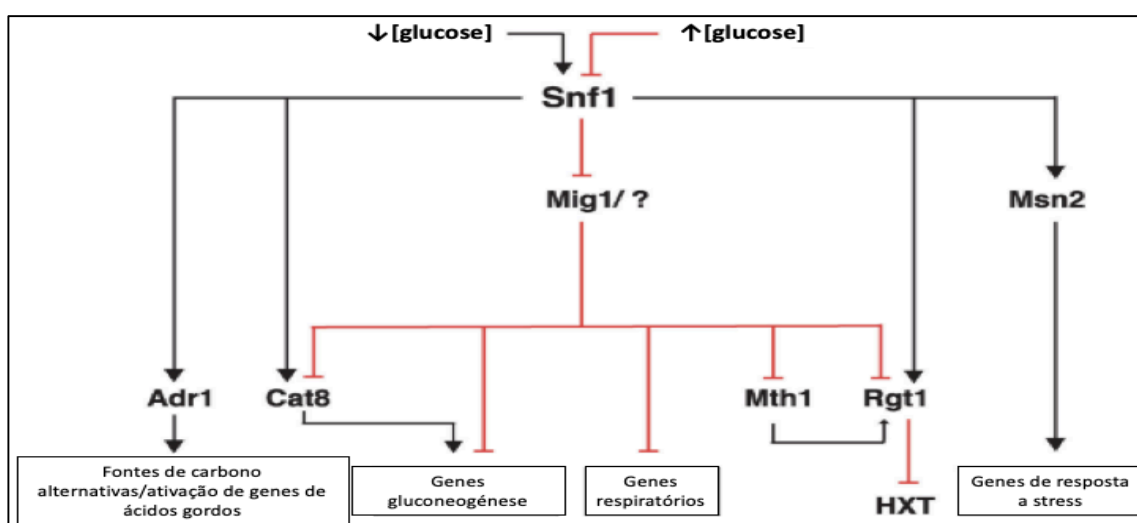 ↓[glucose]
↑[glucose]
Snf1
Mig1/ ?
Msn2
Adr1
Cat8
Mth1
Rgt1
Fontes de carbono
alternativas/ativação de genes de
ácidos gordos
Genes
gluconeogénese
Genes
respiratórios
HXT
Genes de resposta
a stress